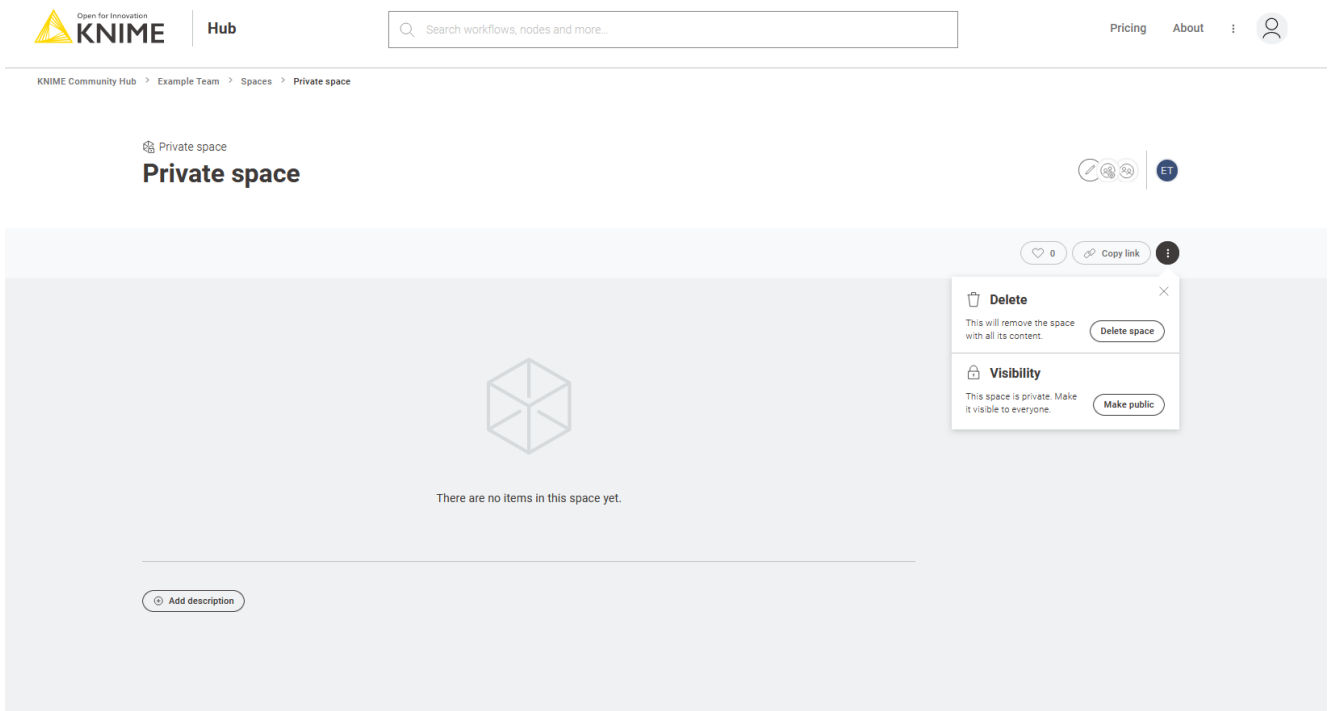 Open for Innovation
KNIME
Hub
Search workflows, nodes and more...
Pricing
About
KNIME Community Hub > Example Team > Spaces > Private space
Private space
Private space
ET
0
Copy link
Delete
This will remove the space
with all its content.
Delete space
Visibility
This space is private. Make
it visible to everyone.
Make public
There are no items in this space yet.
Add description